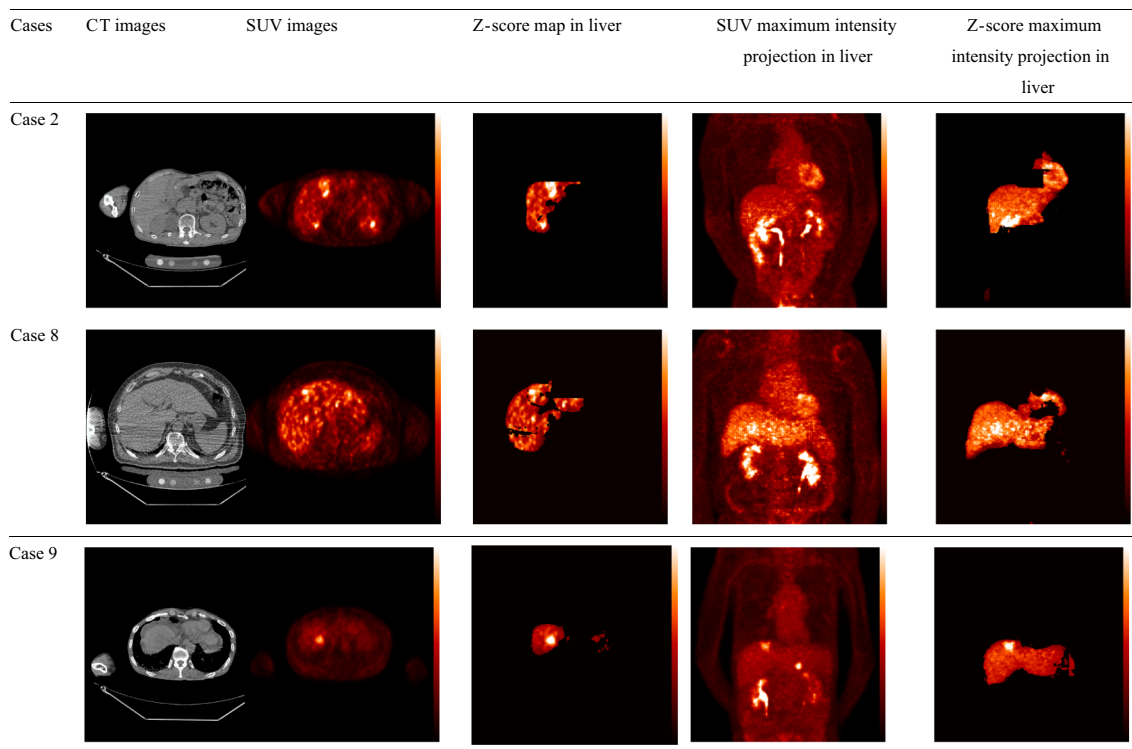 Cases CT images SUV images Z-score map in liver SUV maximum intensity projection in liver Z-score maximum intensity projection in liver
Case 2
Case 8
Case 9